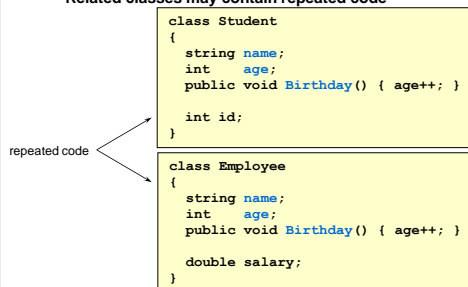 Related classes may contain repeated code
class Student
{
string name;
int age;
public void Birthday() { age++; }
int id;
}
repeated code
class Employee
{
string name;
int age;
public void Birthday() { age++; }
double salary;
}